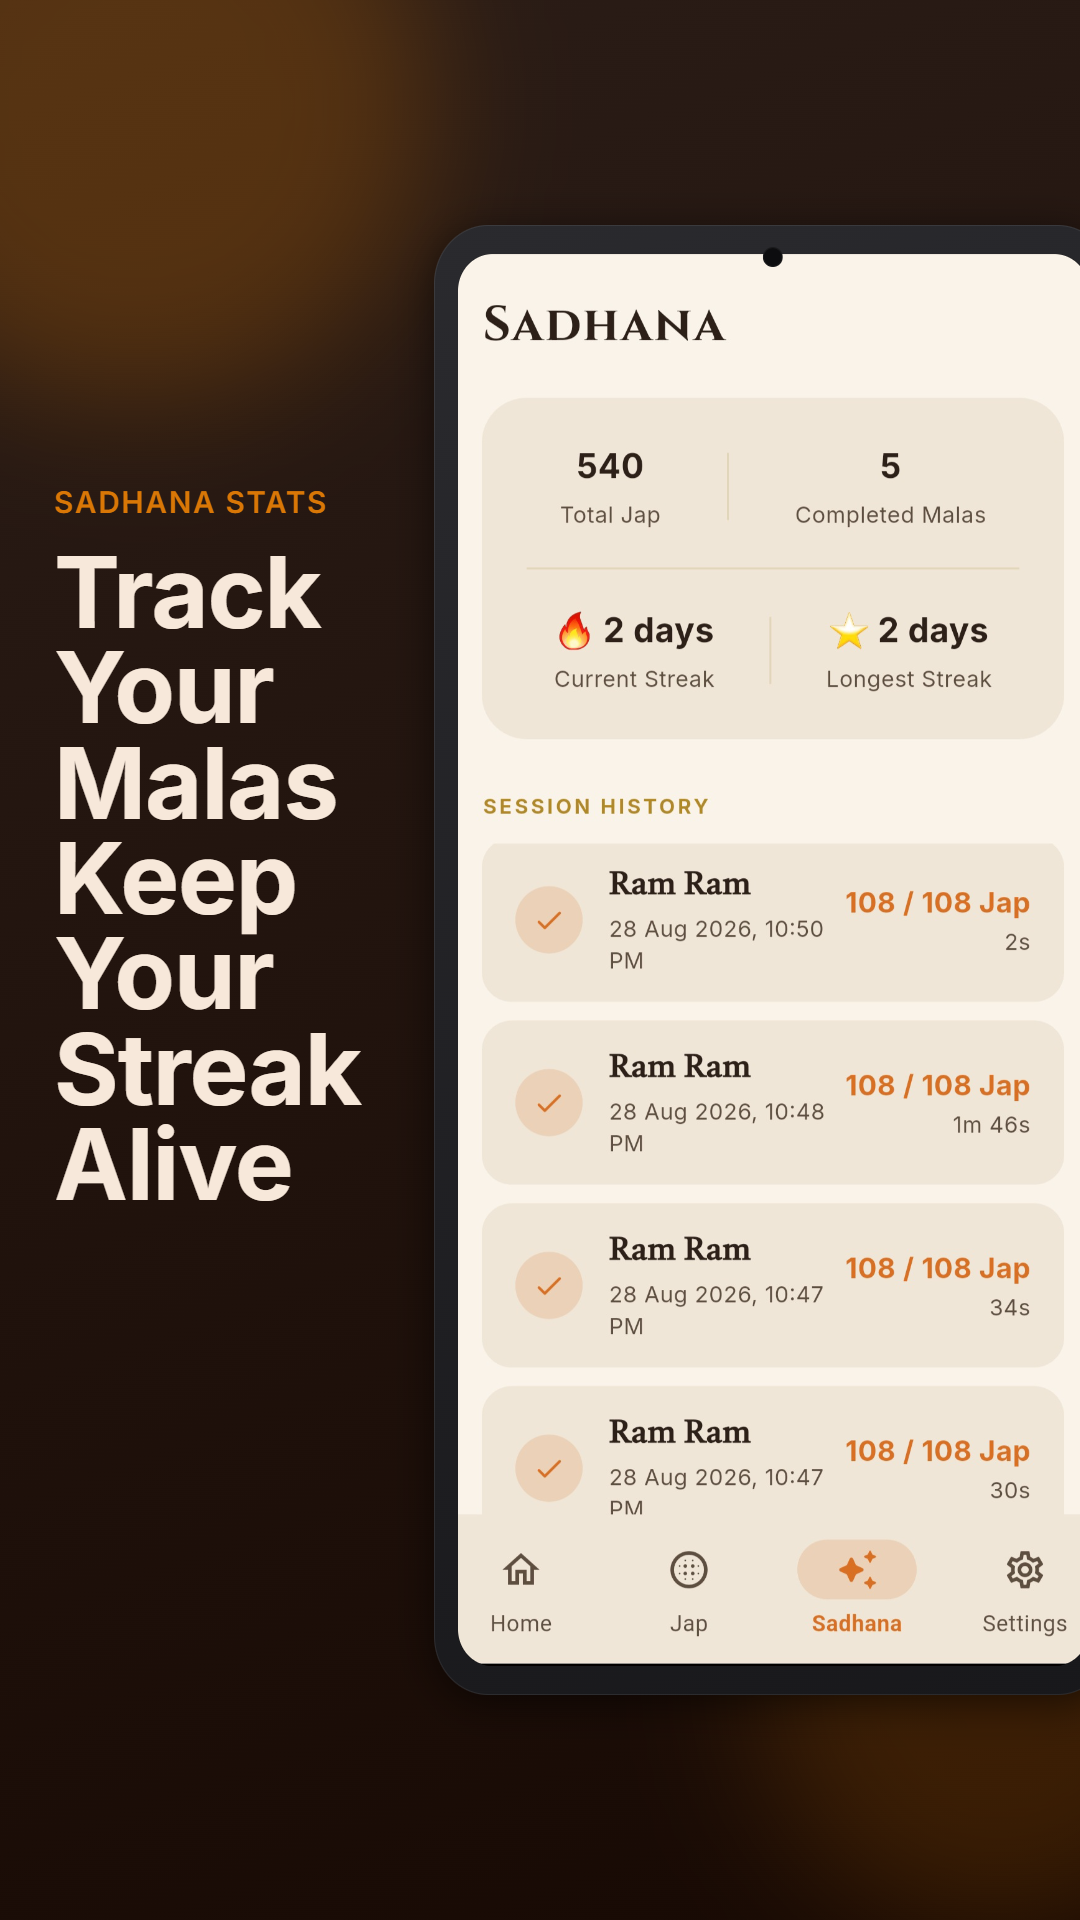 SADHANA STATS
Track
Your
Malas
Keep
Your
Streak
Alive
SADHANA
540
Total Jap
5
Completed Malas
🔥 2 days
Current Streak
⭐ 2 days
Longest Streak
SESSION HISTORY
Ram Ram
28 Aug 2026, 10:50
PM
108 / 108 Jap
2s
Ram Ram
28 Aug 2026, 10:48
PM
108 / 108 Jap
1m 46s
Ram Ram
28 Aug 2026, 10:47
PM
108 / 108 Jap
34s
Ram Ram
28 Aug 2026, 10:47
PM
108 / 108 Jap
30s
Home
Jap
Sadhana
Settings